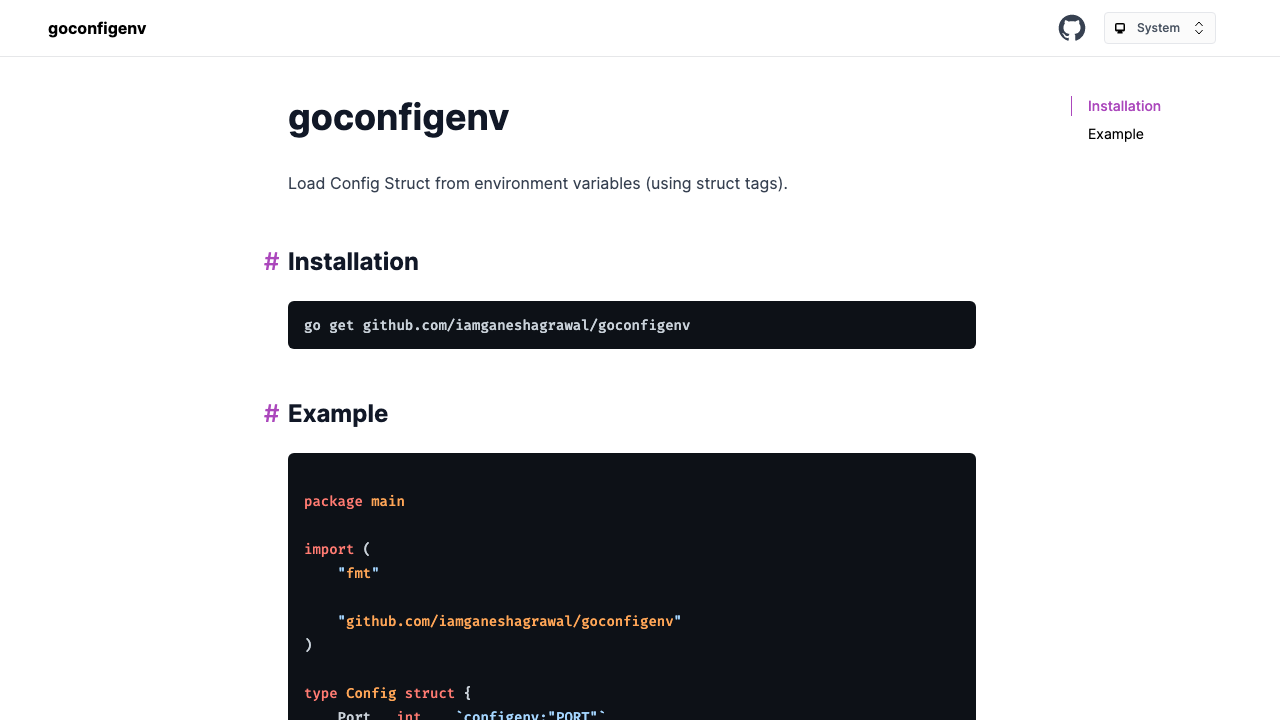 goconfigenv
System
goconfigenv
Installation
Example
Load Config Struct from environment variables (using struct tags).
# Installation
go get github.com/iamganeshagrawal/goconfigenv
# Example
package main
import (
"fmt"
"github.com/iamganeshagrawal/goconfigenv"
)
type Config struct {
Port int `configenv:"PORT"`